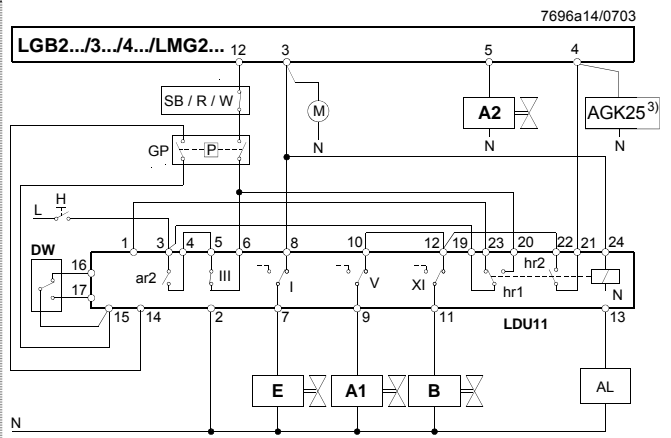 7696a14/0703
LGB2.../3.../4.../LMG2...
12 3 5 4
SB / R / W
M
A2
AGK25 3)
GP P
N N N
H
L
1 3 4 5 6 8 10 12 19 23 20 22 21 24
DW
16
17
ar2 III I V XI hr1 hr2 N
15 14 2 7 9 11 13
LDU11
E A1 B AL
N